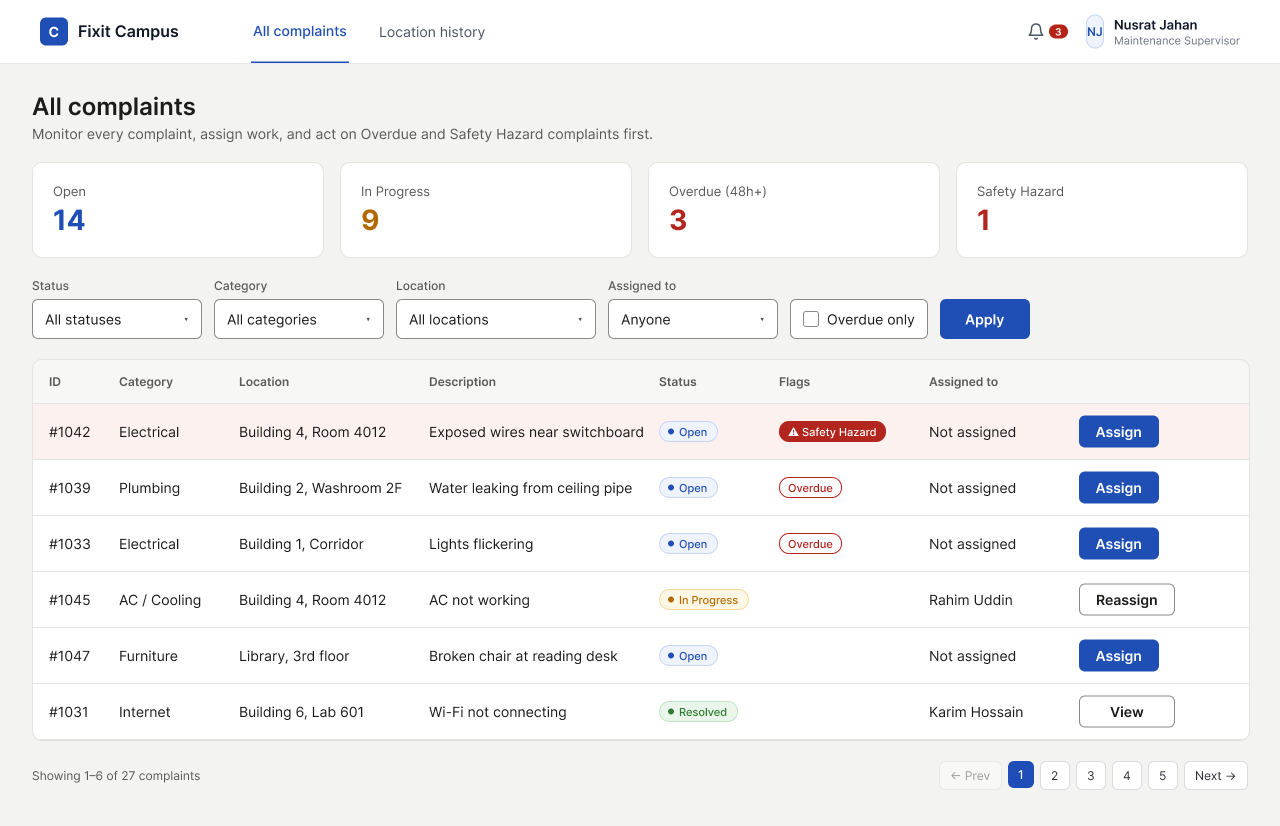 C Fixit Campus All complaints Location history 3 NJ Nusrat Jahan
Maintenance Supervisor
All complaints
Monitor every complaint, assign work, and act on Overdue and Safety Hazard complaints first.
Open In Progress Overdue (48h+) Safety Hazard
14 9 3 1
Status Category Location Assigned to
All statuses All categories All locations Anyone Overdue only Apply
ID Category Location Description Status Flags Assigned to
#1042 Electrical Building 4, Room 4012 Exposed wires near switchboard Open Safety Hazard Not assigned Assign
#1039 Plumbing Building 2, Washroom 2F Water leaking from ceiling pipe Open Overdue Not assigned Assign
#1033 Electrical Building 1, Corridor Lights flickering Open Overdue Not assigned Assign
#1045 AC / Cooling Building 4, Room 4012 AC not working In Progress Rahim Uddin Reassign
#1047 Furniture Library, 3rd floor Broken chair at reading desk Open Not assigned Assign
#1031 Internet Building 6, Lab 601 Wi-Fi not connecting Resolved Karim Hossain View
Showing 1–6 of 27 complaints ← Prev 1 2 3 4 5 Next →